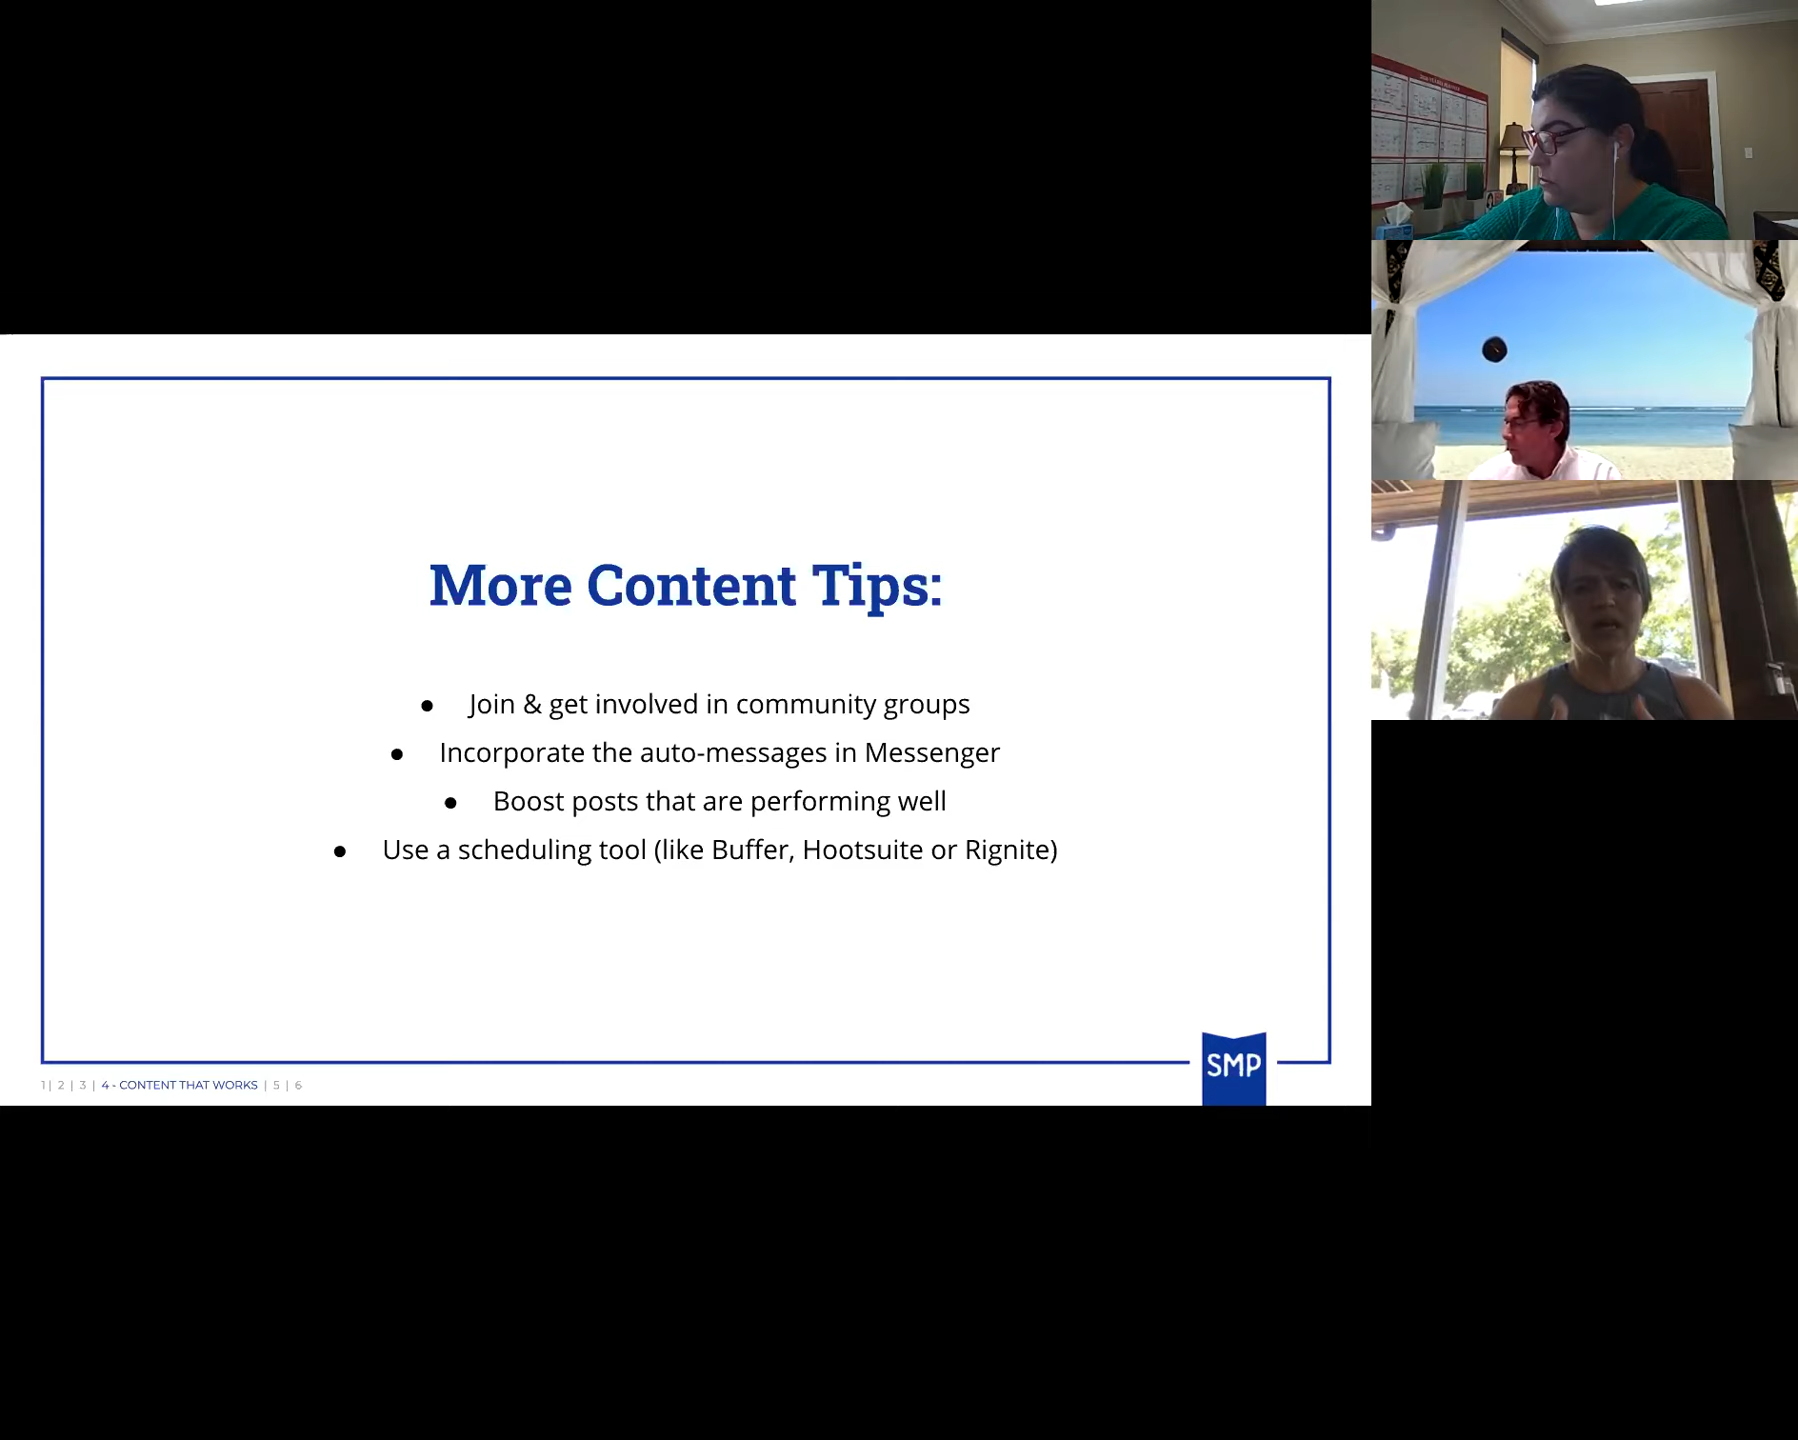 More Content Tips:
● Join & get involved in community groups
● Incorporate the auto-messages in Messenger
● Boost posts that are performing well
● Use a scheduling tool (like Buffer, Hootsuite or Rignite)
SMP
1 | 2 | 3 | 4 - CONTENT THAT WORKS | 5 | 6